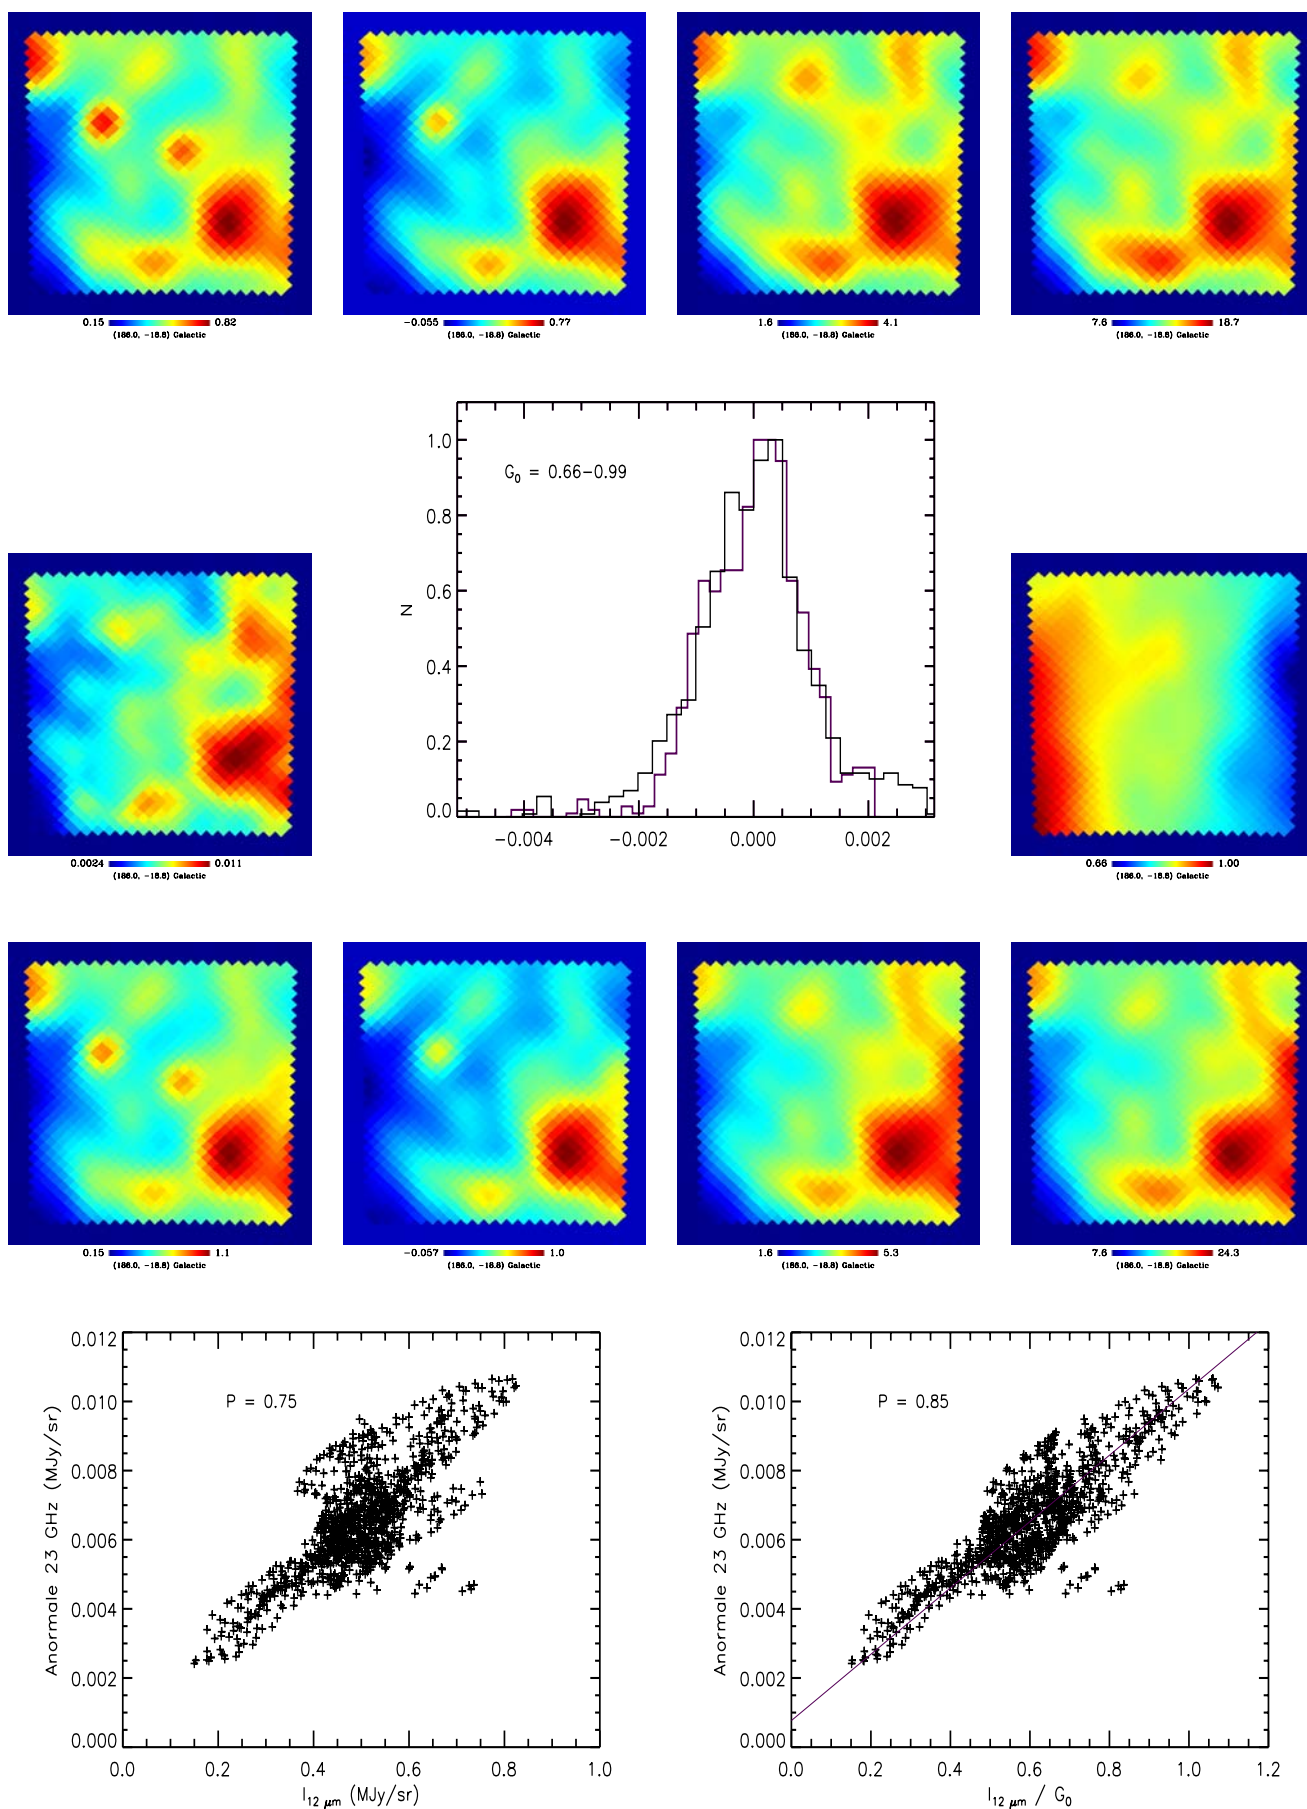 0.15 0.82
(186.0, -18.8) Galactic
-0.055 0.77
(186.0, -18.8) Galactic
1.6 4.1
(186.0, -18.8) Galactic
7.6 18.7
(186.0, -18.8) Galactic
1.0
0.8
0.6
0.4
0.2
0.0
N
G0 = 0.66-0.99
-0.004 -0.002 0.000 0.002
0.0024 0.011
(186.0, -18.8) Galactic
0.66 1.00
(186.0, -18.8) Galactic
0.15 1.1
(186.0, -18.8) Galactic
-0.057 1.0
(186.0, -18.8) Galactic
1.6 5.3
(186.0, -18.8) Galactic
7.6 24.3
(186.0, -18.8) Galactic
0.012
0.010
0.008
0.006
0.004
0.002
0.000
Anormale 23 GHz (MJy/sr)
P = 0.75
0.0 0.2 0.4 0.6 0.8 1.0
I12 μm (MJy/sr)
0.012
0.010
0.008
0.006
0.004
0.002
0.000
Anormale 23 GHz (MJy/sr)
P = 0.85
0.0 0.2 0.4 0.6 0.8 1.0 1.2
I12 μm / G0